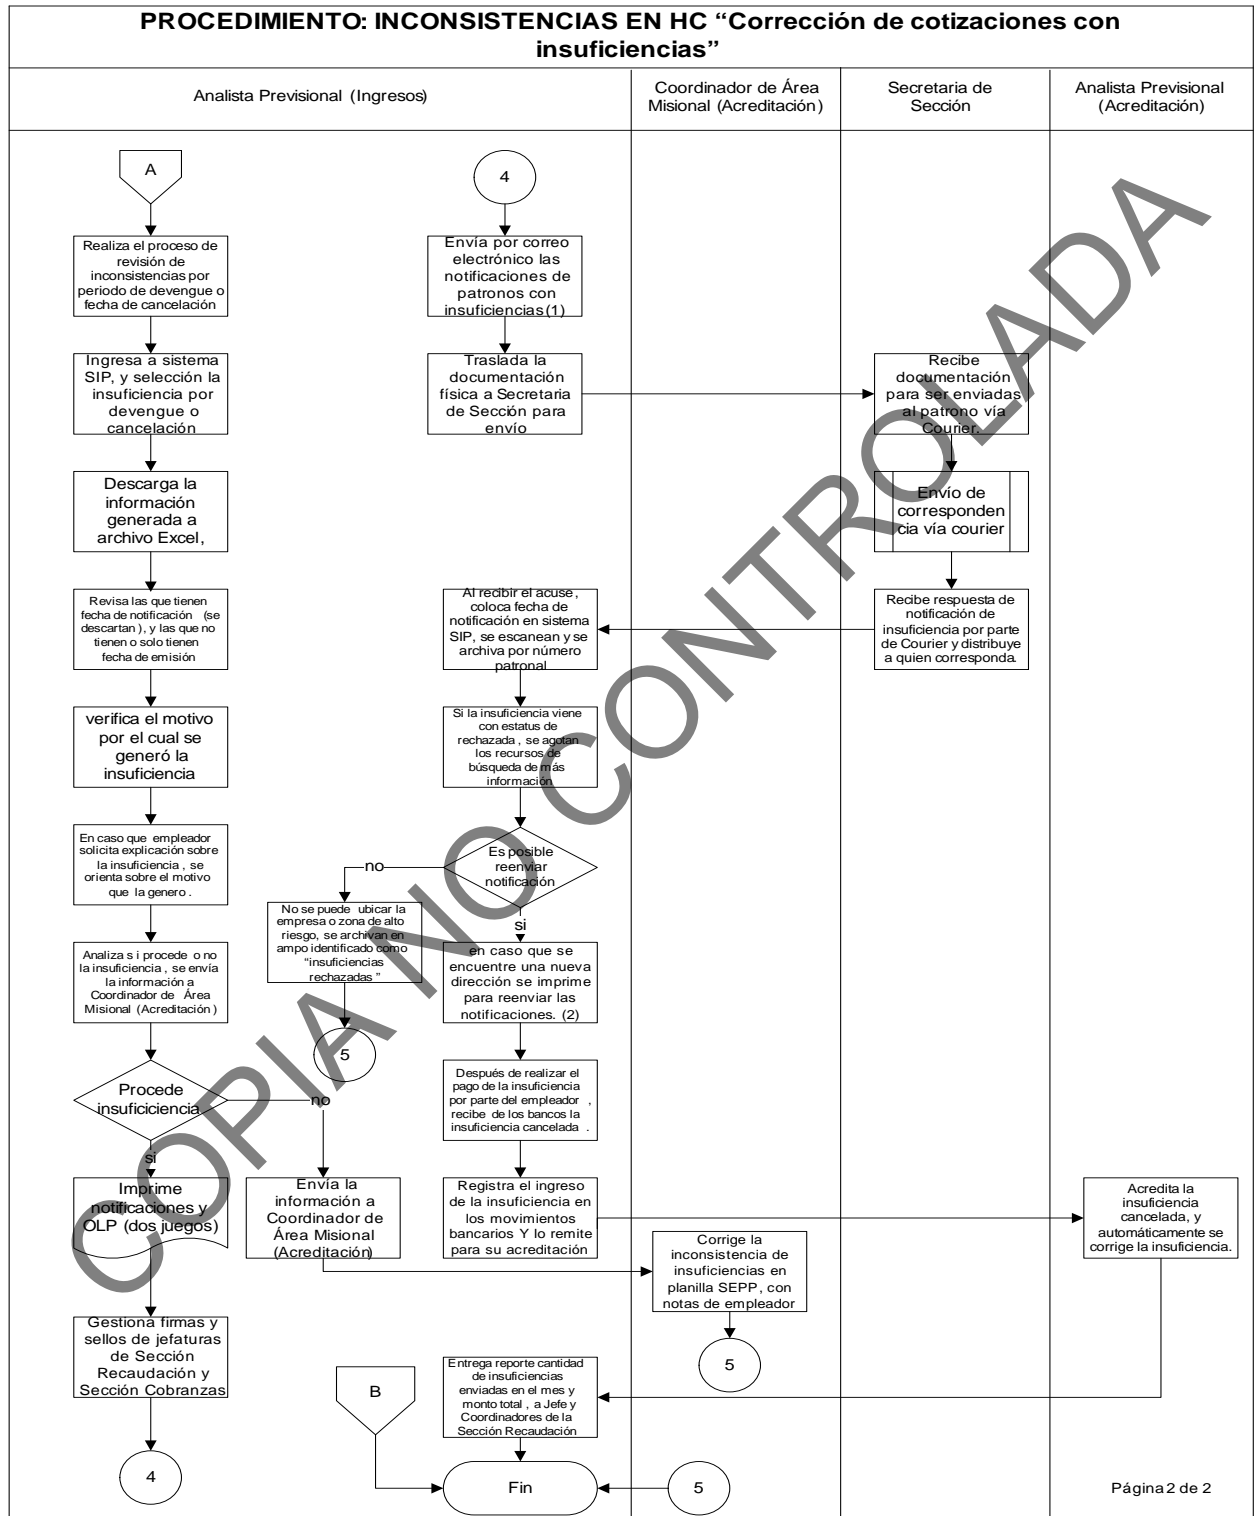 PROCEDIMIENTO: INCONSISTENCIAS EN HC “Corrección de cotizaciones con
insuficiencias”
Analista Previsional (Ingresos)
Coordinador de Área
Misional (Acreditación)
Secretaria de
Sección
Analista Previsional
(Acreditación)
A
Realiza el proceso de
revisión de
inconsistencias por
periodo de devengue o
fecha de cancelación
Ingresa a sistema
SIP, y selección la
insuficiencia por
devengue o
cancelación
Descarga la
información
generada a
archivo Excel,
Revisa las que tienen
fecha de notificación (se
descartan), y las que no
tienen o solo tienen
fecha de emisión
verifica el motivo
por el cual se
generó la
insuficiencia
En caso que empleador
solicita explicación sobre
la insuficiencia , se
orienta sobre el motivo
que la genero .
Analiza s i procede o no
la insuficiencia , se envía
la información a
Coordinador de Área
Misional (Acreditación )
Procede
insuficiciencia
no
si
Imprime
notificaciones y
OLP (dos juegos)
Gestiona firmas y
sellos de jefaturas
de Sección
Recaudación y
Sección Cobranzas
4
Envía la
información a
Coordinador de
Área Misional
(Acreditación)
4
Envía por correo
electrónico las
notificaciones de
patronos con
insuficiencias (1)
Traslada la
documentación
física a Secretaria
de Sección para
envío
Recibe
documentación
para ser enviadas
al patrono vía
Courier.
Envío de
corresponden
cia vía courier
Recibe respuesta de
notificación de
insuficiencia por parte
de Courier y distribuye
a quien corresponda.
Al recibir el acuse ,
coloca fecha de
notificación en sistema
SIP, se escanean y se
archiva por número
patronal
Si la insuficiencia viene
con estatus de
rechazada , se agotan
los recursos de
búsqueda de más
información
Es posible
reenviar
notificación
no
si
No se puede ubicar la
empresa o zona de alto
riesgo, se archivan en
ampo identificado como
“insuficiencias
rechazadas ”
5
en caso que se
encuentre una nueva
dirección se imprime
para reenviar las
notificaciones. (2)
Después de realizar el
pago de la insuficiencia
por parte del empleador ,
recibe de los bancos la
insuficiencia cancelada .
Registra el ingreso
de la insuficiencia en
los movimientos
bancarios Y lo remite
para su acreditación
Corrige la
inconsistencia de
insuficiencias en
planilla SEPP, con
notas de empleador
5
Acredita la
insuficiencia
cancelada, y
automáticamente se
corrige la insuficiencia.
B
Entrega reporte cantidad
de insuficiencias
enviadas en el mes y
monto total , a Jefe y
Coordinadores de la
Sección Recaudación
Fin
5
Página 2 de 2
COPIA NO CONTROLADA